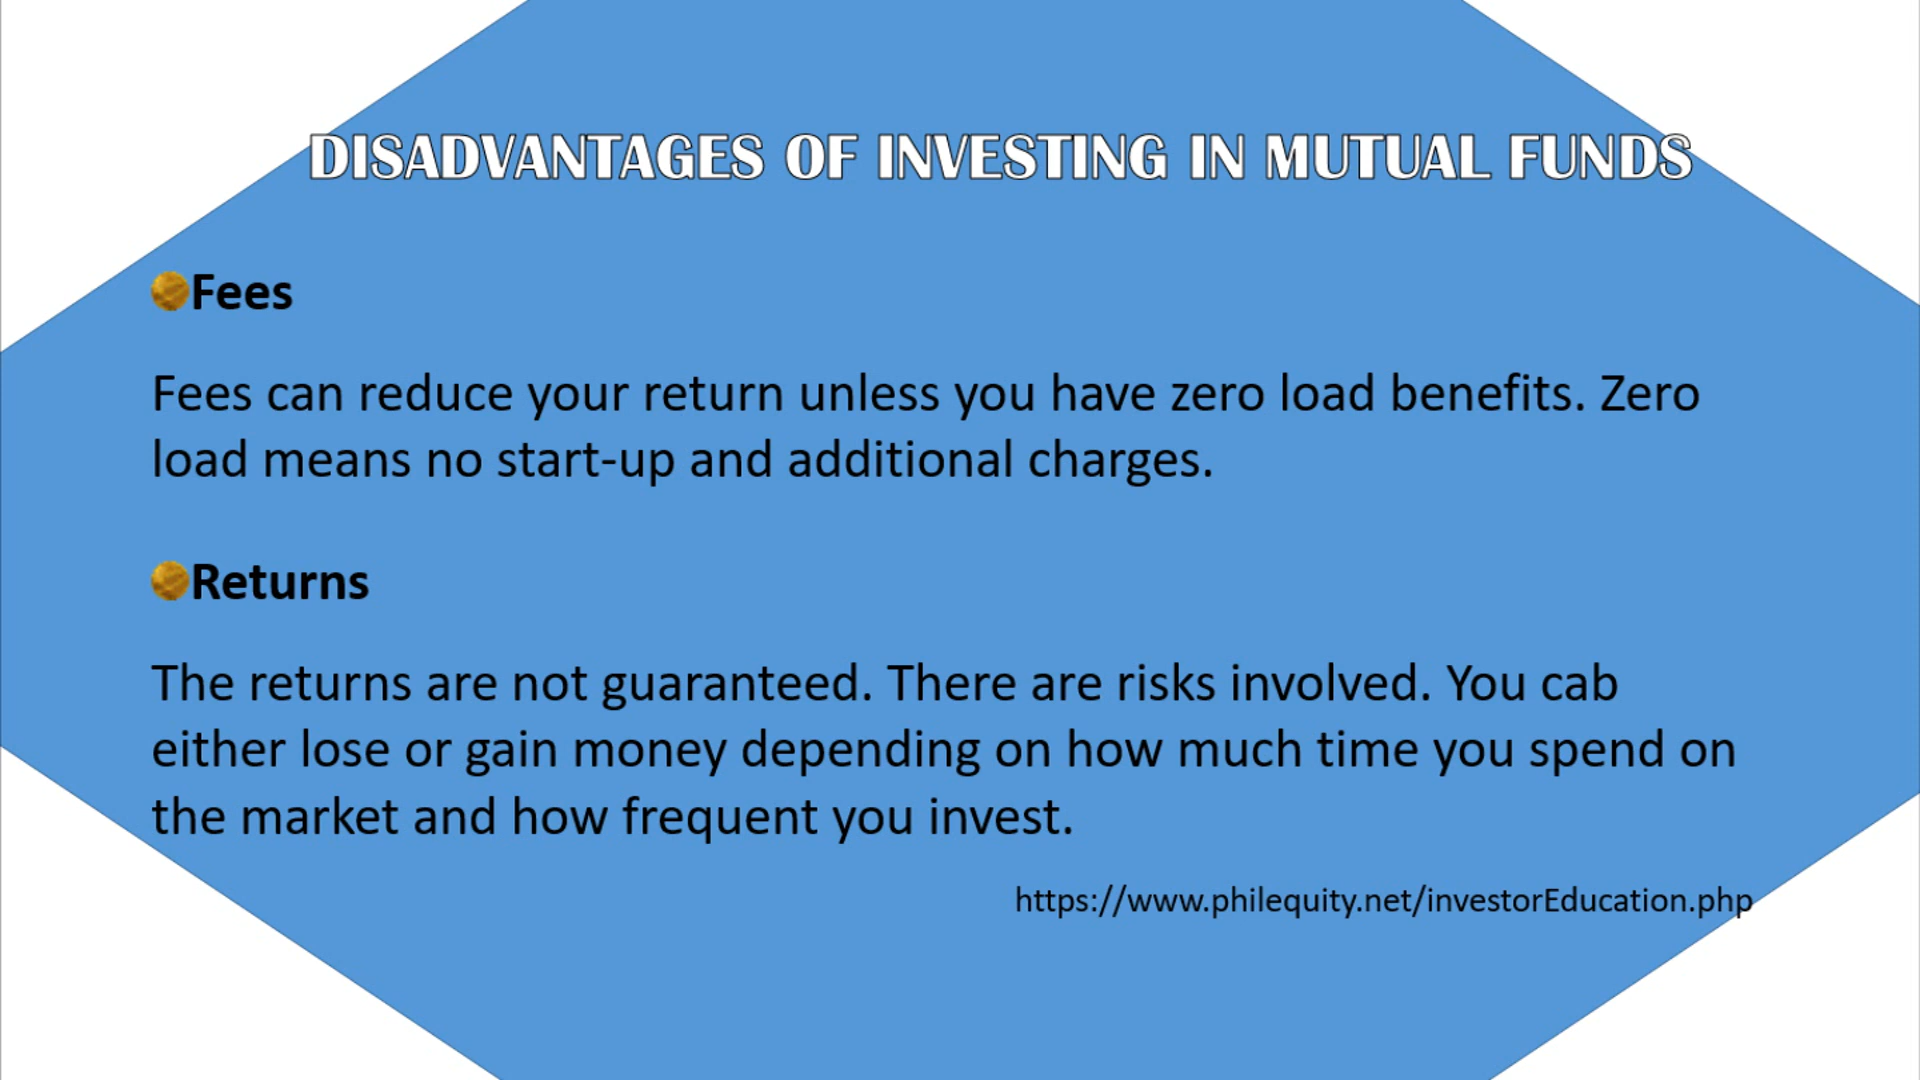 DISADVANTAGES OF INVESTING IN MUTUAL FUNDS
Fees
Fees can reduce your return unless you have zero load benefits. Zero
load means no start-up and additional charges.
Returns
The returns are not guaranteed. There are risks involved. You cab
either lose or gain money depending on how much time you spend on
the market and how frequent you invest.
https://www.philequity.net/investorEducation.php